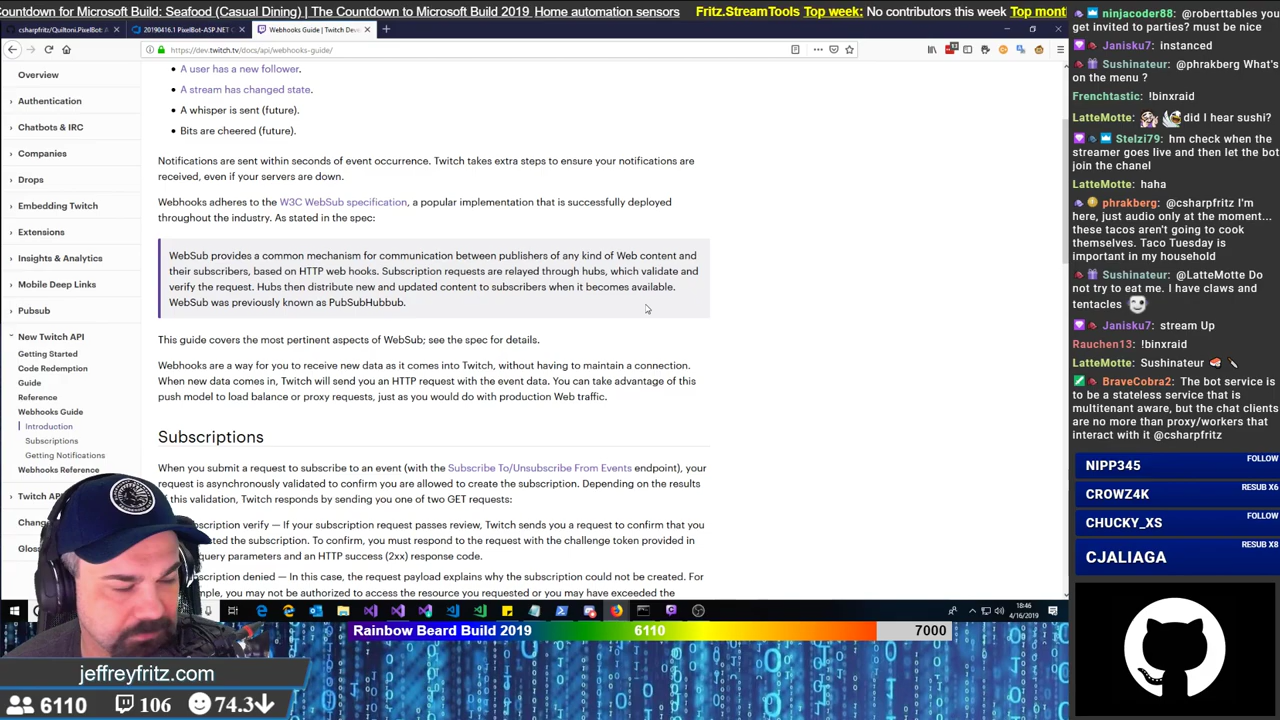 Countdown for Microsoft Build: Seafood (Casual Dining) | The Countdown to Microsoft Build 2019 Home automation sensors
Fritz.StreamTools Top week: No contributors this week, Top mont
csharpfritz/Quiltoni.PixelBot: A
20190416.1 PixelBot-ASP.NET C
Webhooks Guide | Twitch Deve
https://dev.twitch.tv/docs/api/webhooks-guide/
Overview
Authentication
Chatbots & IRC
Companies
Drops
Embedding Twitch
Extensions
Insights & Analytics
Mobile Deep Links
Pubsub
New Twitch API
Getting Started
Code Redemption
Guide
Reference
Webhooks Guide
Introduction
Subscriptions
Getting Notifications
Webhooks Reference
Twitch AP
Chan
Glos
A user has a new follower.
A stream has changed state.
A whisper is sent (future).
Bits are cheered (future).
Notifications are sent within seconds of event occurrence. Twitch takes extra steps to ensure your notifications are
received, even if your servers are down.
Webhooks adheres to the W3C WebSub specification, a popular implementation that is successfully deployed
throughout the industry. As stated in the spec:
WebSub provides a common mechanism for communication between publishers of any kind of Web content and
their subscribers, based on HTTP web hooks. Subscription requests are relayed through hubs, which validate and
verify the request. Hubs then distribute new and updated content to subscribers when it becomes available.
WebSub was previously known as PubSubHubbub.
This guide covers the most pertinent aspects of WebSub; see the spec for details.
Webhooks are a way for you to receive new data as it comes into Twitch, without having to maintain a connection.
When new data comes in, Twitch will send you an HTTP request with the event data. You can take advantage of this
push model to load balance or proxy requests, just as you would do with production Web traffic.
Subscriptions
When you submit a request to subscribe to an event (with the Subscribe To/Unsubscribe From Events endpoint), your
request is asynchronously validated to confirm you are allowed to create the subscription. Depending on the results
this validation, Twitch responds by sending you one of two GET requests:
scription verify — If your subscription request passes review, Twitch sends you a request to confirm that you
ted the subscription. To confirm, you must respond to the request with the challenge token provided in
query parameters and an HTTP success (2xx) response code.
scription denied — In this case, the request payload explains why the subscription could not be created. For
mple, you may not be authorized to access the resource you requested or you may have exceeded the
18:46
4/16/2019
ninjacoder88: @roberttables you
get invited to parties? must be nice
Janisku7: instanced
Sushinateur: @phrakberg What's
on the menu ?
Frenchtastic: !binxraid
LatteMotte: did I hear sushi?
Stelzi79: hm check when the
streamer goes live and then let the bot
join the chanel
LatteMotte: haha
phrakberg: @csharpfritz I'm
here, just audio only at the moment...
these tacos aren't going to cook
themselves. Taco Tuesday is
important in my household
Sushinateur: @LatteMotte Do
not try to eat me. I have claws and
tentacles
Janisku7: stream Up
Rauchen13: !binxraid
LatteMotte: Sushinateur
BraveCobra2: The bot service is
to be a stateless service that is
multitenant aware, but the chat clients
are no more than proxy/workers that
interact with it @csharpfritz
NIPP345 FOLLOW
CROWZ4K RESUB X6
CHUCKY_XS FOLLOW
CJALIAGA RESUB X8
Rainbow Beard Build 2019 6110 7000
jeffreyfritz.com
6110 106 74.3